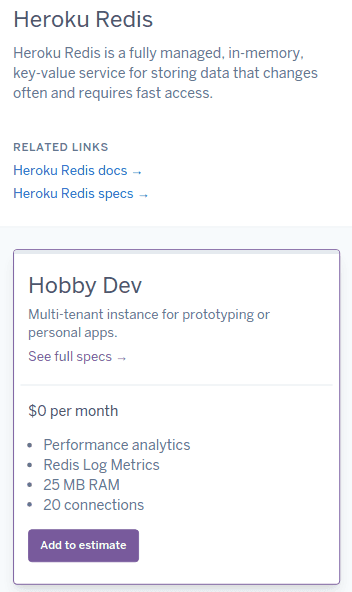 Heroku Redis
Heroku Redis is a fully managed, in-memory,
key-value service for storing data that changes
often and requires fast access.
RELATED LINKS
Heroku Redis docs →
Heroku Redis specs →
Hobby Dev
Multi-tenant instance for prototyping or
personal apps.
See full specs →
$0 per month
• Performance analytics
• Redis Log Metrics
• 25 MB RAM
• 20 connections
Add to estimate